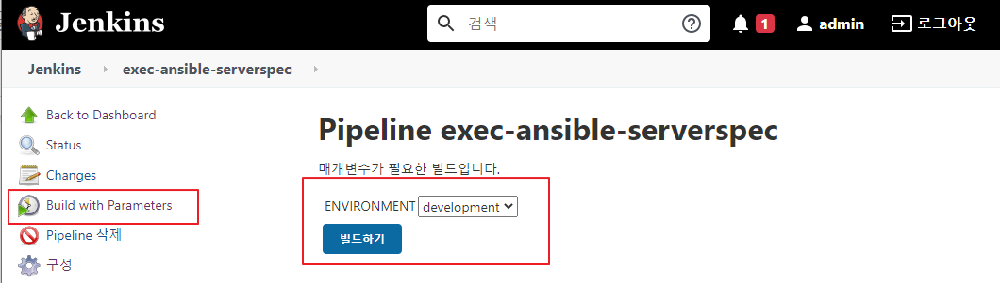 Jenkins
검색
1
admin
로그아웃
Jenkins
exec-ansible-serverspec
Back to Dashboard
Status
Changes
Build with Parameters
Pipeline 삭제
구성
Pipeline exec-ansible-serverspec
매개변수가 필요한 빌드입니다.
ENVIRONMENT development
빌드하기